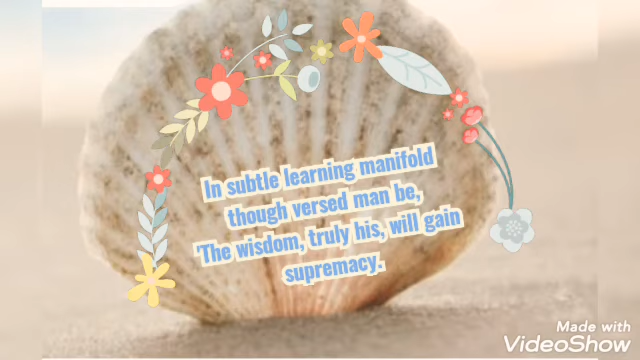 In subtle learning manifold
though versed man be,
'The wisdom, truly his, will gain
supremacy.
Made with
VideoShow